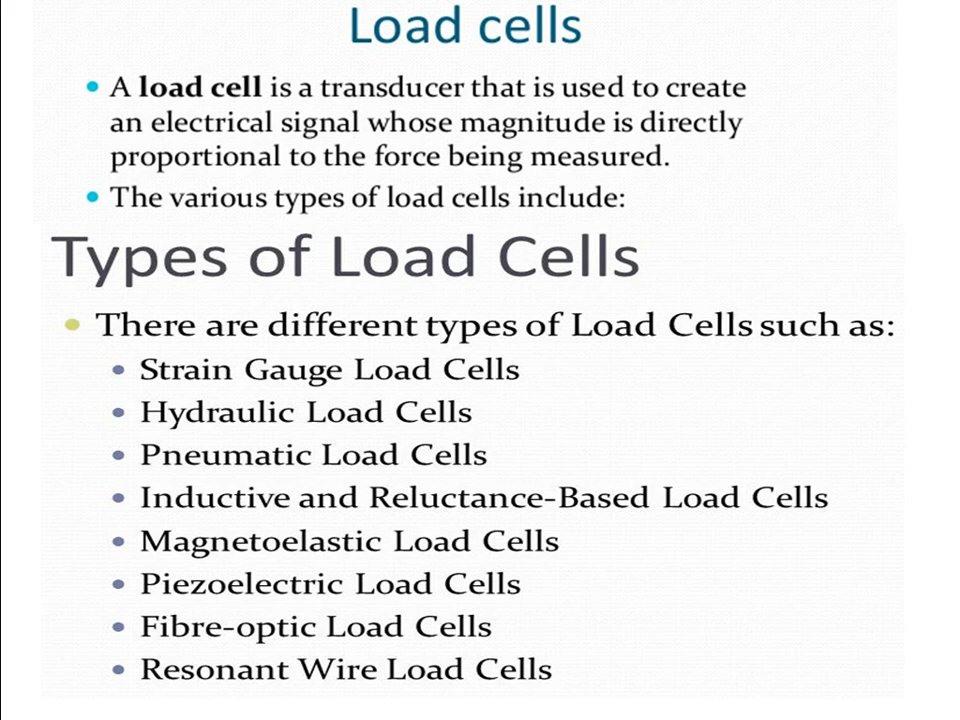 Load cells
• A load cell is a transducer that is used to create
an electrical signal whose magnitude is directly
proportional to the force being measured.
• The various types of load cells include:
Types of Load Cells
• There are different types of Load Cells such as:
• Strain Gauge Load Cells
• Hydraulic Load Cells
• Pneumatic Load Cells
• Inductive and Reluctance-Based Load Cells
• Magnetoelastic Load Cells
• Piezoelectric Load Cells
• Fibre-optic Load Cells
• Resonant Wire Load Cells